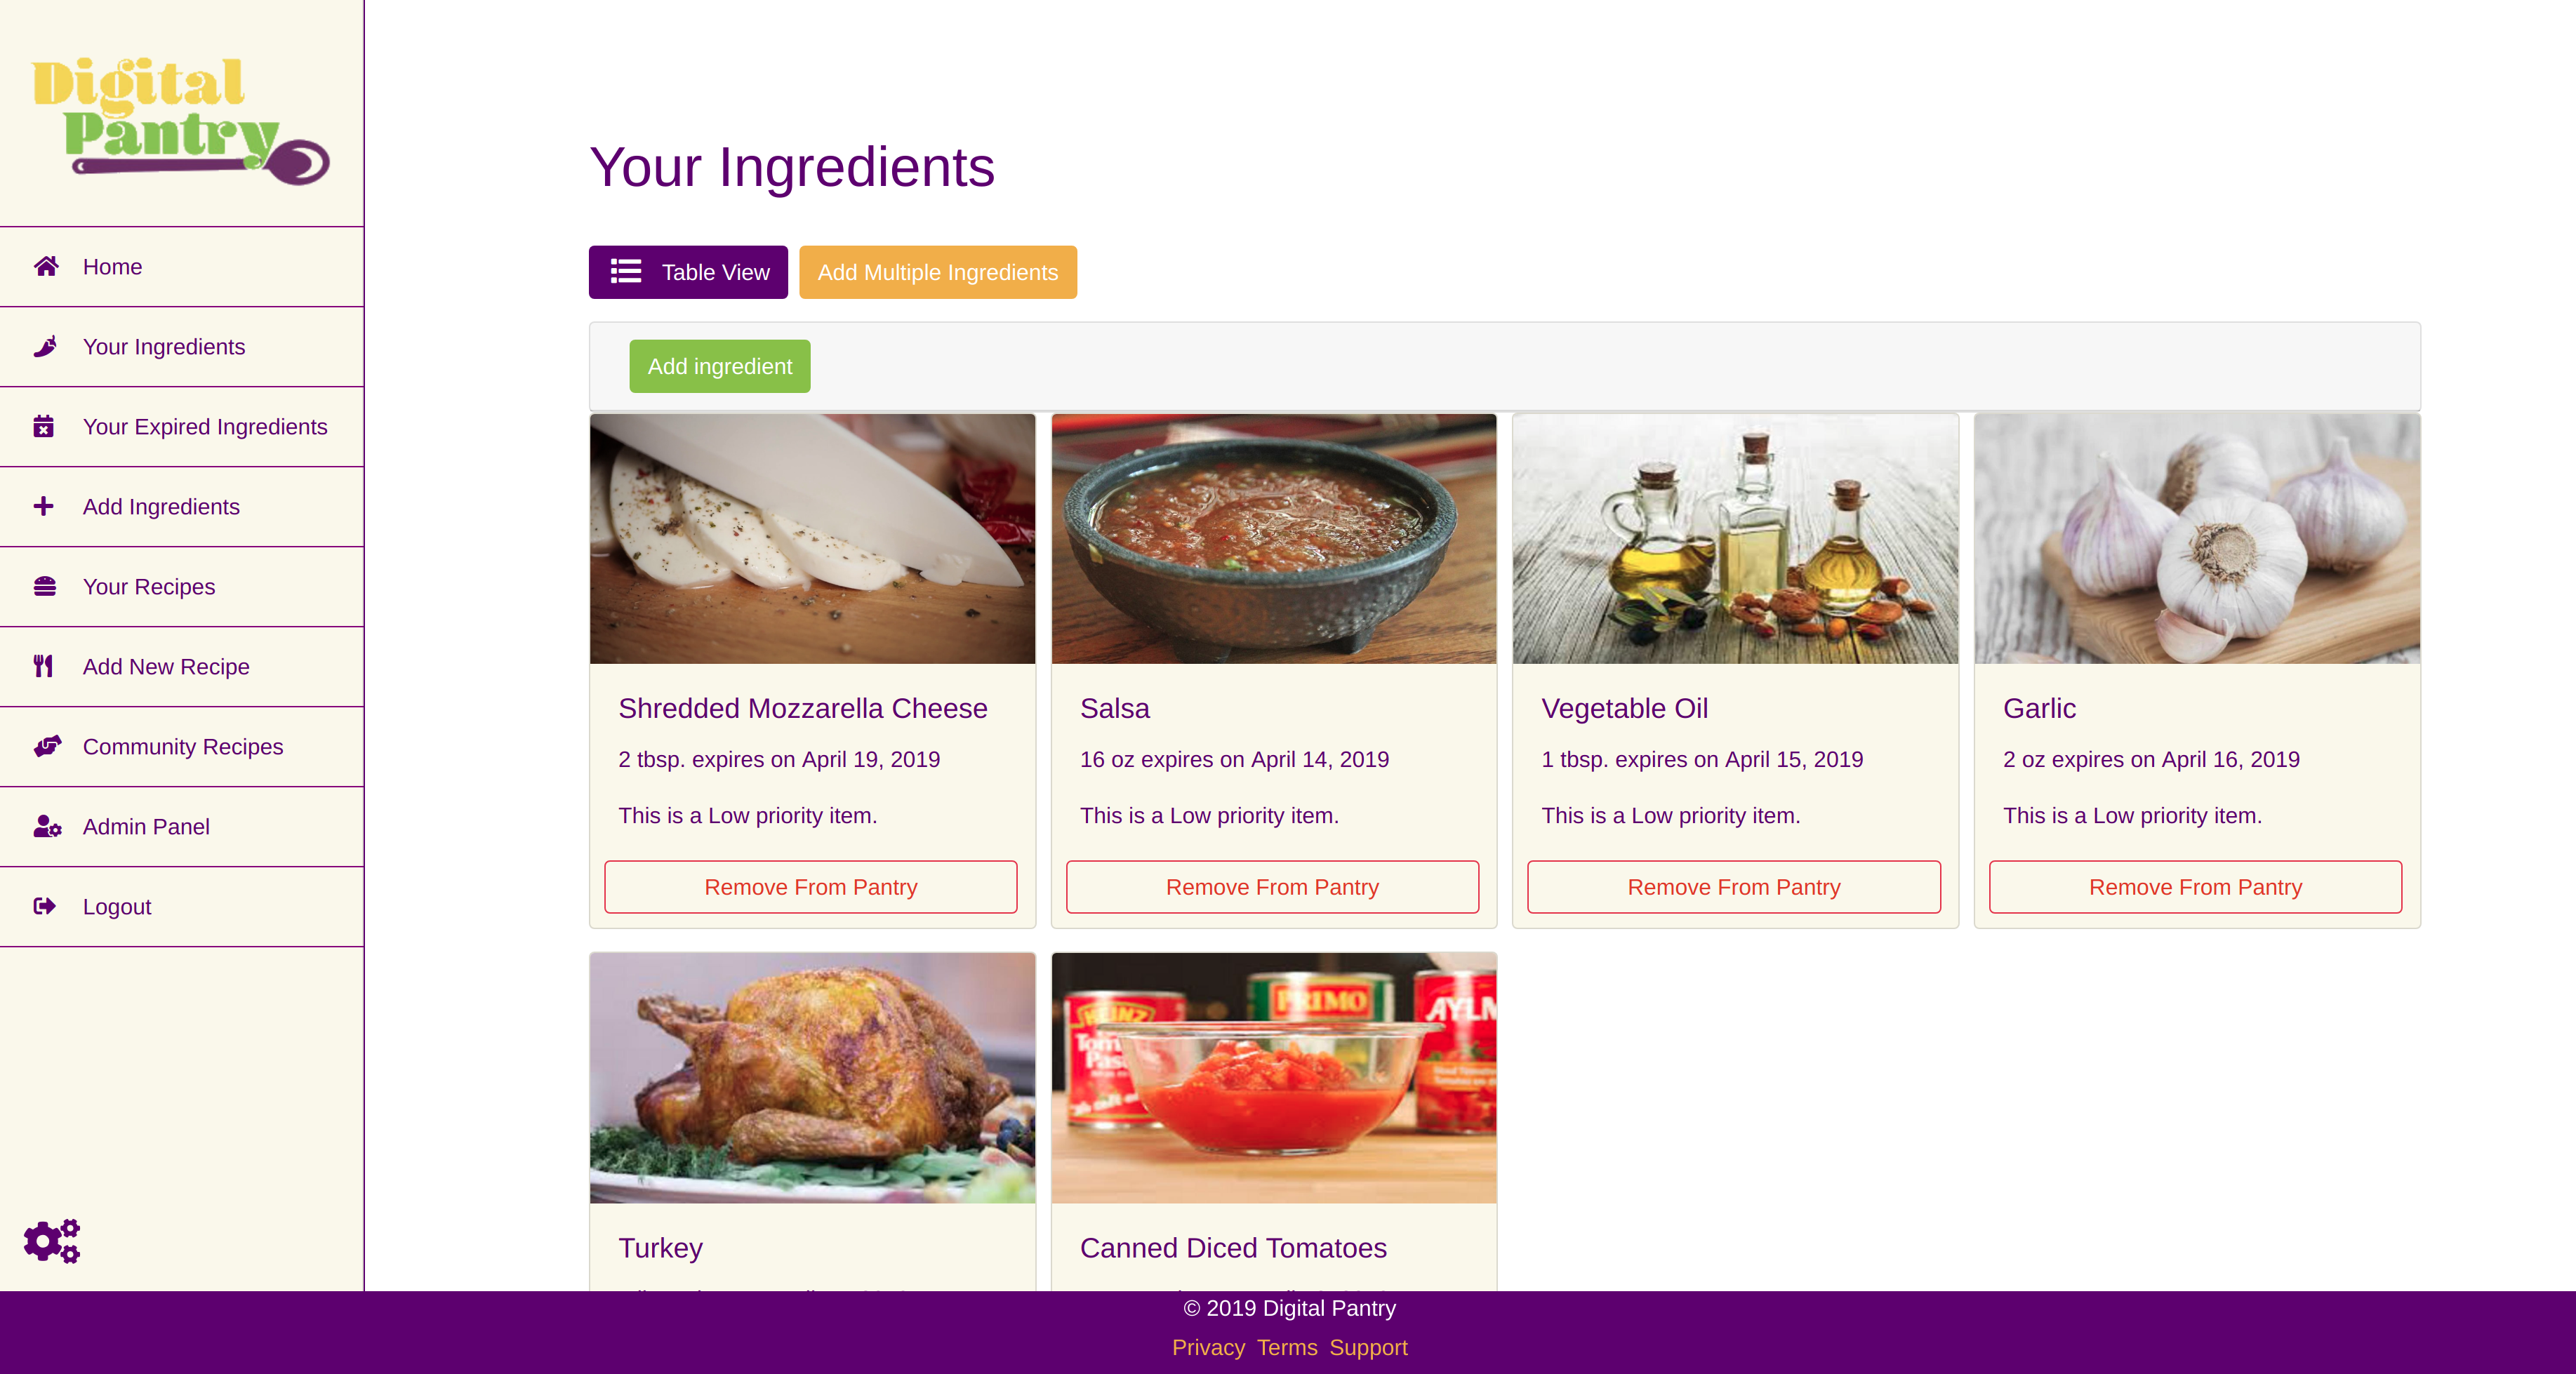 Digital
Pantry
Home
Your Ingredients
Your Expired Ingredients
Add Ingredients
Your Recipes
Add New Recipe
Community Recipes
Admin Panel
Logout
Your Ingredients
Table View
Add Multiple Ingredients
Add ingredient
Shredded Mozzarella Cheese
2 tbsp. expires on April 19, 2019
This is a Low priority item.
Remove From Pantry
Salsa
16 oz expires on April 14, 2019
This is a Low priority item.
Remove From Pantry
Vegetable Oil
1 tbsp. expires on April 15, 2019
This is a Low priority item.
Remove From Pantry
Garlic
2 oz expires on April 16, 2019
This is a Low priority item.
Remove From Pantry
Turkey
HEINZ
PRIMO
AYLM
Canned Diced Tomatoes
© 2019 Digital Pantry
Privacy Terms Support